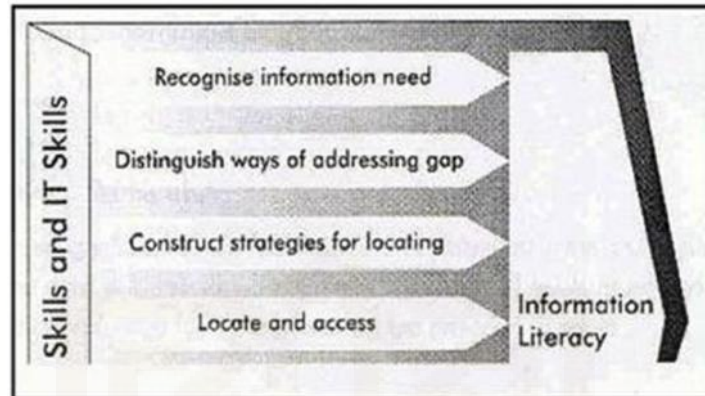 Skills and IT Skills
Recognise information need
Distinguish ways of addressing gap
Construct strategies for locating
Locate and access
Information
Literacy